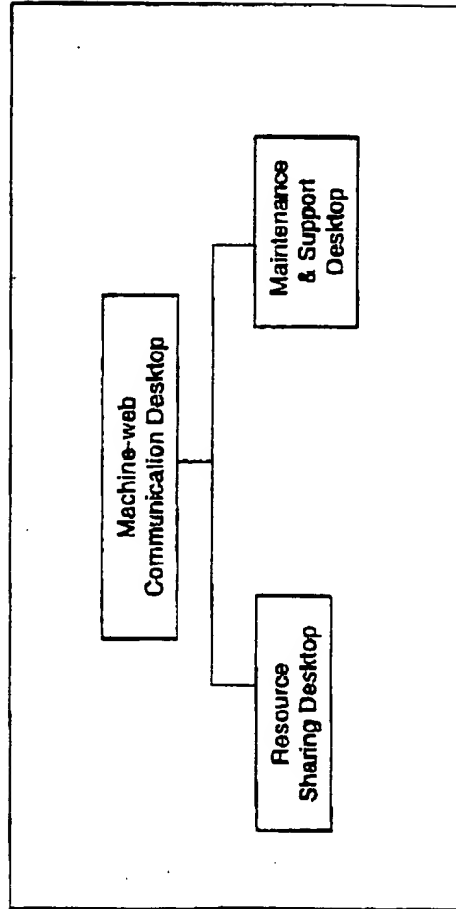 Machine-web
Communication Desktop
Resource
Sharing Desktop
Maintenance
& Support
Desktop